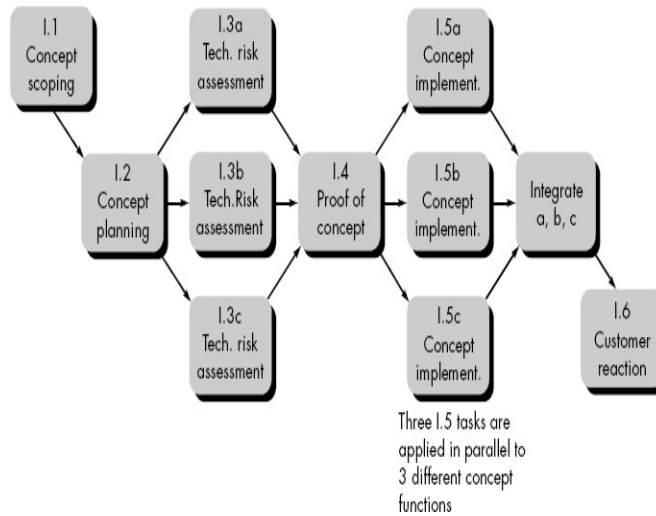 I.1
Concept
scoping
I.2
Concept
planning
I.3a
Tech. risk
assessment
I.3b
Tech.Risk
assessment
I.3c
Tech. risk
assessment
I.4
Proof of
concept
I.5a
Concept
implement.
I.5b
Concept
implement.
I.5c
Concept
implement.
Three I.5 tasks are
applied in parallel to
3 different concept
functions
Integrate
a, b, c
I.6
Customer
reaction